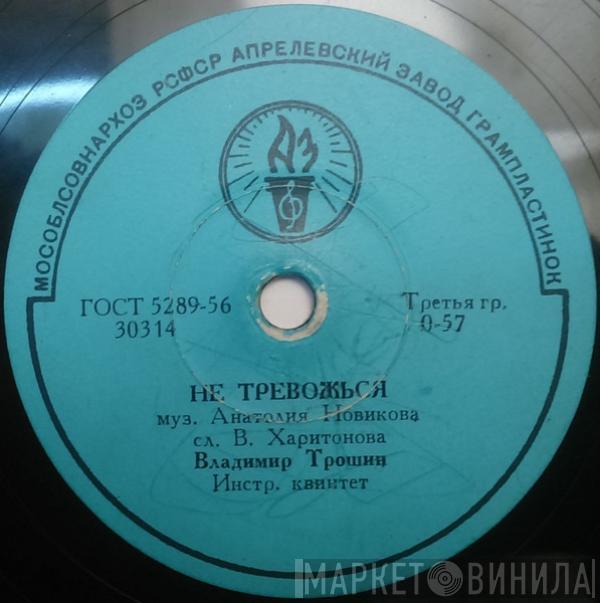 МОСОБЛСОВНАРХОЗ РСФСР АПРЕЛЕВСКИЙ ЗАВОД ГРАМПЛАСТИНОК
АЗ
ГОСТ 5289-56
30314
Третья гр.
0-57
НЕ ТРЕВОЖЬСЯ
муз. Анатолия Новикова
сл. В. Харитонова
Владимир Трошин
Инстр. квинтет
МАРКЕТ ВИНИЛА